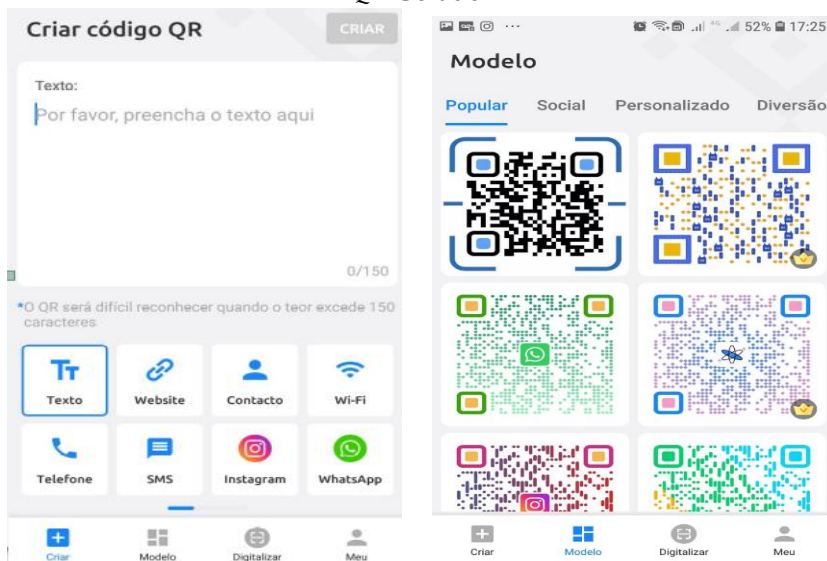 Criar código QR
CRIAR
Texto:
Por favor, preencha o texto aqui
0/150
*O QR será difícil reconhecer quando o teor excede 150
caracteres
Texto
Website
Contacto
Wi-Fi
Telefone
SMS
Instagram
WhatsApp
Criar
Modelo
Digitalizar
Meu
4G
52%
17:25
Modelo
Popular
Social
Personalizado
Diversão
Criar
Modelo
Digitalizar
Meu